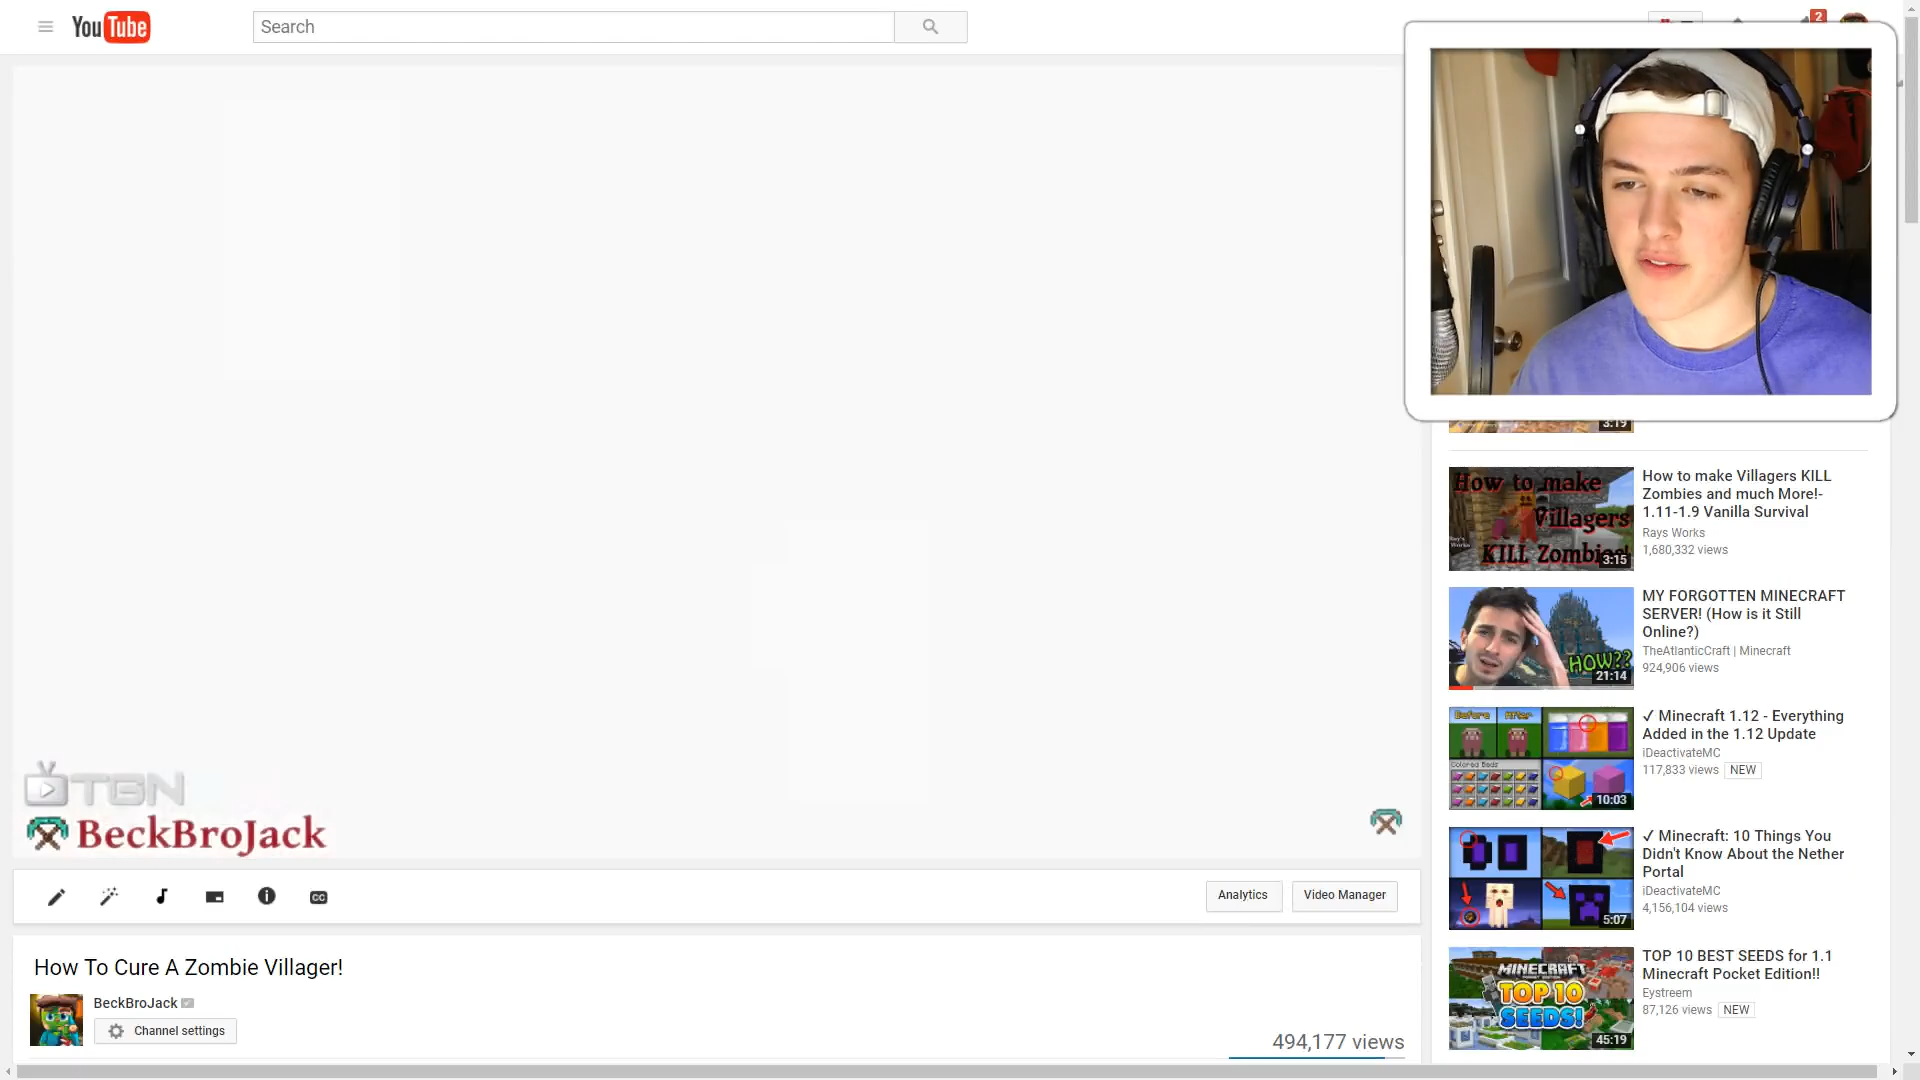 YouTube
Search
2
TGN
BeckBroJack
CC
Analytics
Video Manager
How To Cure A Zombie Villager!
BeckBroJack
Channel settings
494,177 views
3:19
How to make
Villagers
KILL Zombies!
3:15
How to make Villagers KILL
Zombies and much More!-
1.11-1.9 Vanilla Survival
Rays Works
1,680,332 views
HOW??
21:14
MY FORGOTTEN MINECRAFT
SERVER! (How is it Still
Online?)
TheAtlanticCraft | Minecraft
924,906 views
Before After
Colored Beds
10:03
✓ Minecraft 1.12 - Everything
Added in the 1.12 Update
iDeactivateMC
117,833 views NEW
5:07
✓ Minecraft: 10 Things You
Didn't Know About the Nether
Portal
iDeactivateMC
4,156,104 views
MINECRAFT
TOP 10
SEEDS!
45:19
TOP 10 BEST SEEDS for 1.1
Minecraft Pocket Edition!!
Eystreem
87,126 views NEW